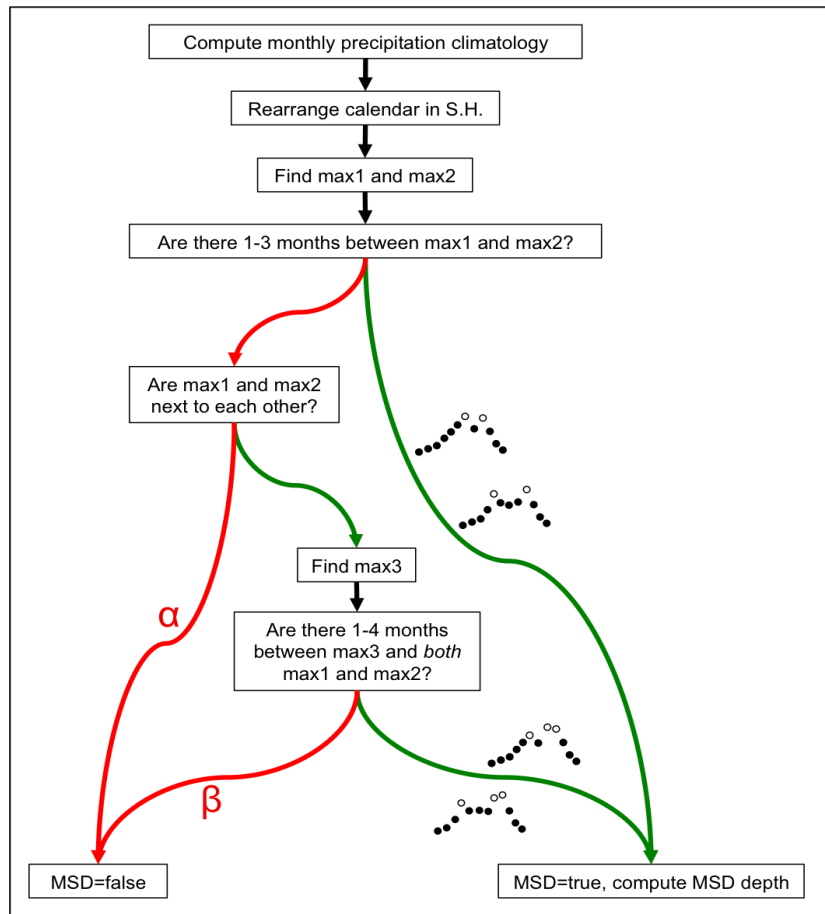 Compute monthly precipitation climatology
Rearrange calendar in S.H.
Find max1 and max2
Are there 1-3 months between max1 and max2?
Are max1 and max2
next to each other?
Find max3
α
Are there 1-4 months
between max3 and both
max1 and max2?
β
MSD=false
MSD=true, compute MSD depth